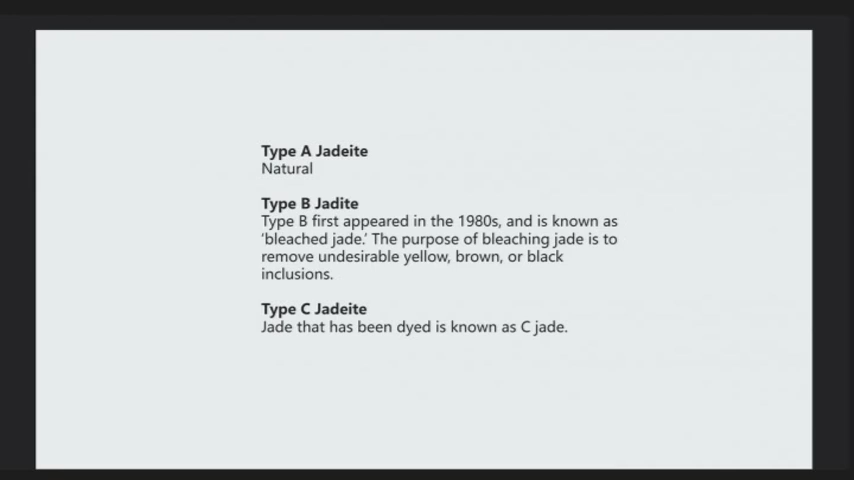 Type A Jadeite
Natural
Type B Jadite
Type B first appeared in the 1980s, and is known as
‘bleached jade.’ The purpose of bleaching jade is to
remove undesirable yellow, brown, or black
inclusions.
Type C Jadeite
Jade that has been dyed is known as C jade.